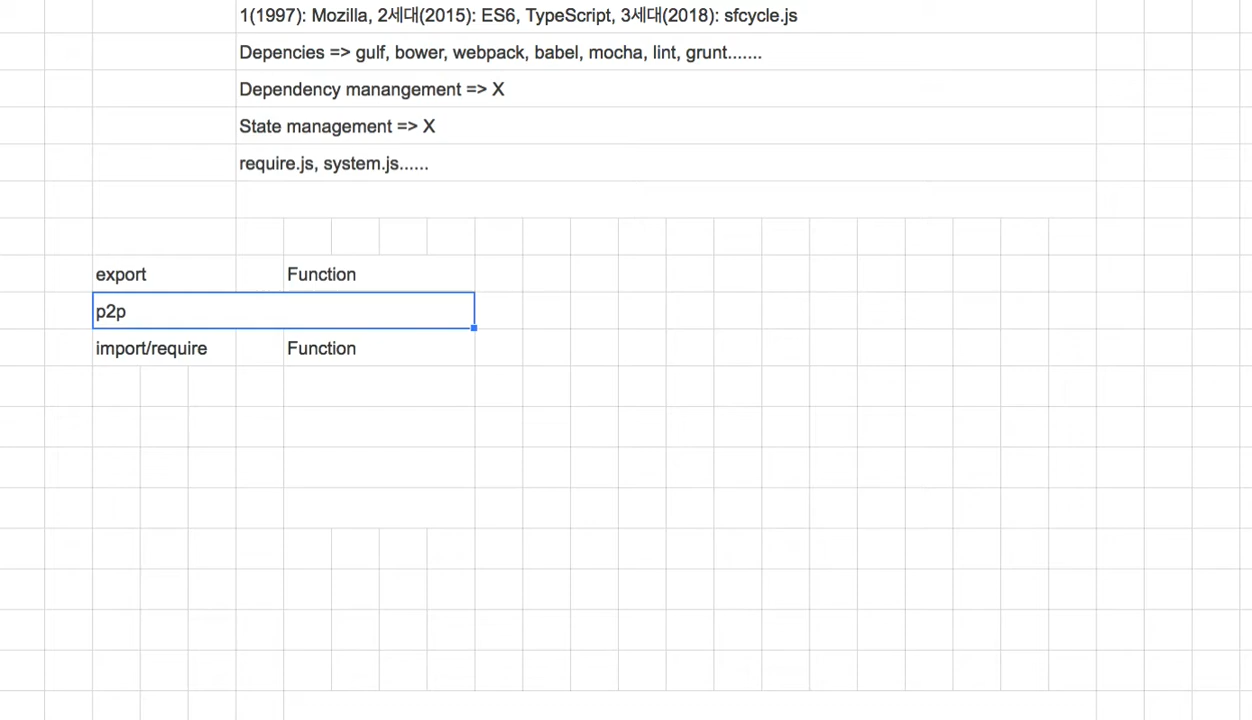 1(1997): Mozilla, 2세대(2015): ES6, TypeScript, 3세대(2018): sfcycle.js
Depencies => gulf, bower, webpack, babel, mocha, lint, grunt.......
Dependency manangement => X
State management => X
require.js, system.js......
export Function
p2p
import/require Function